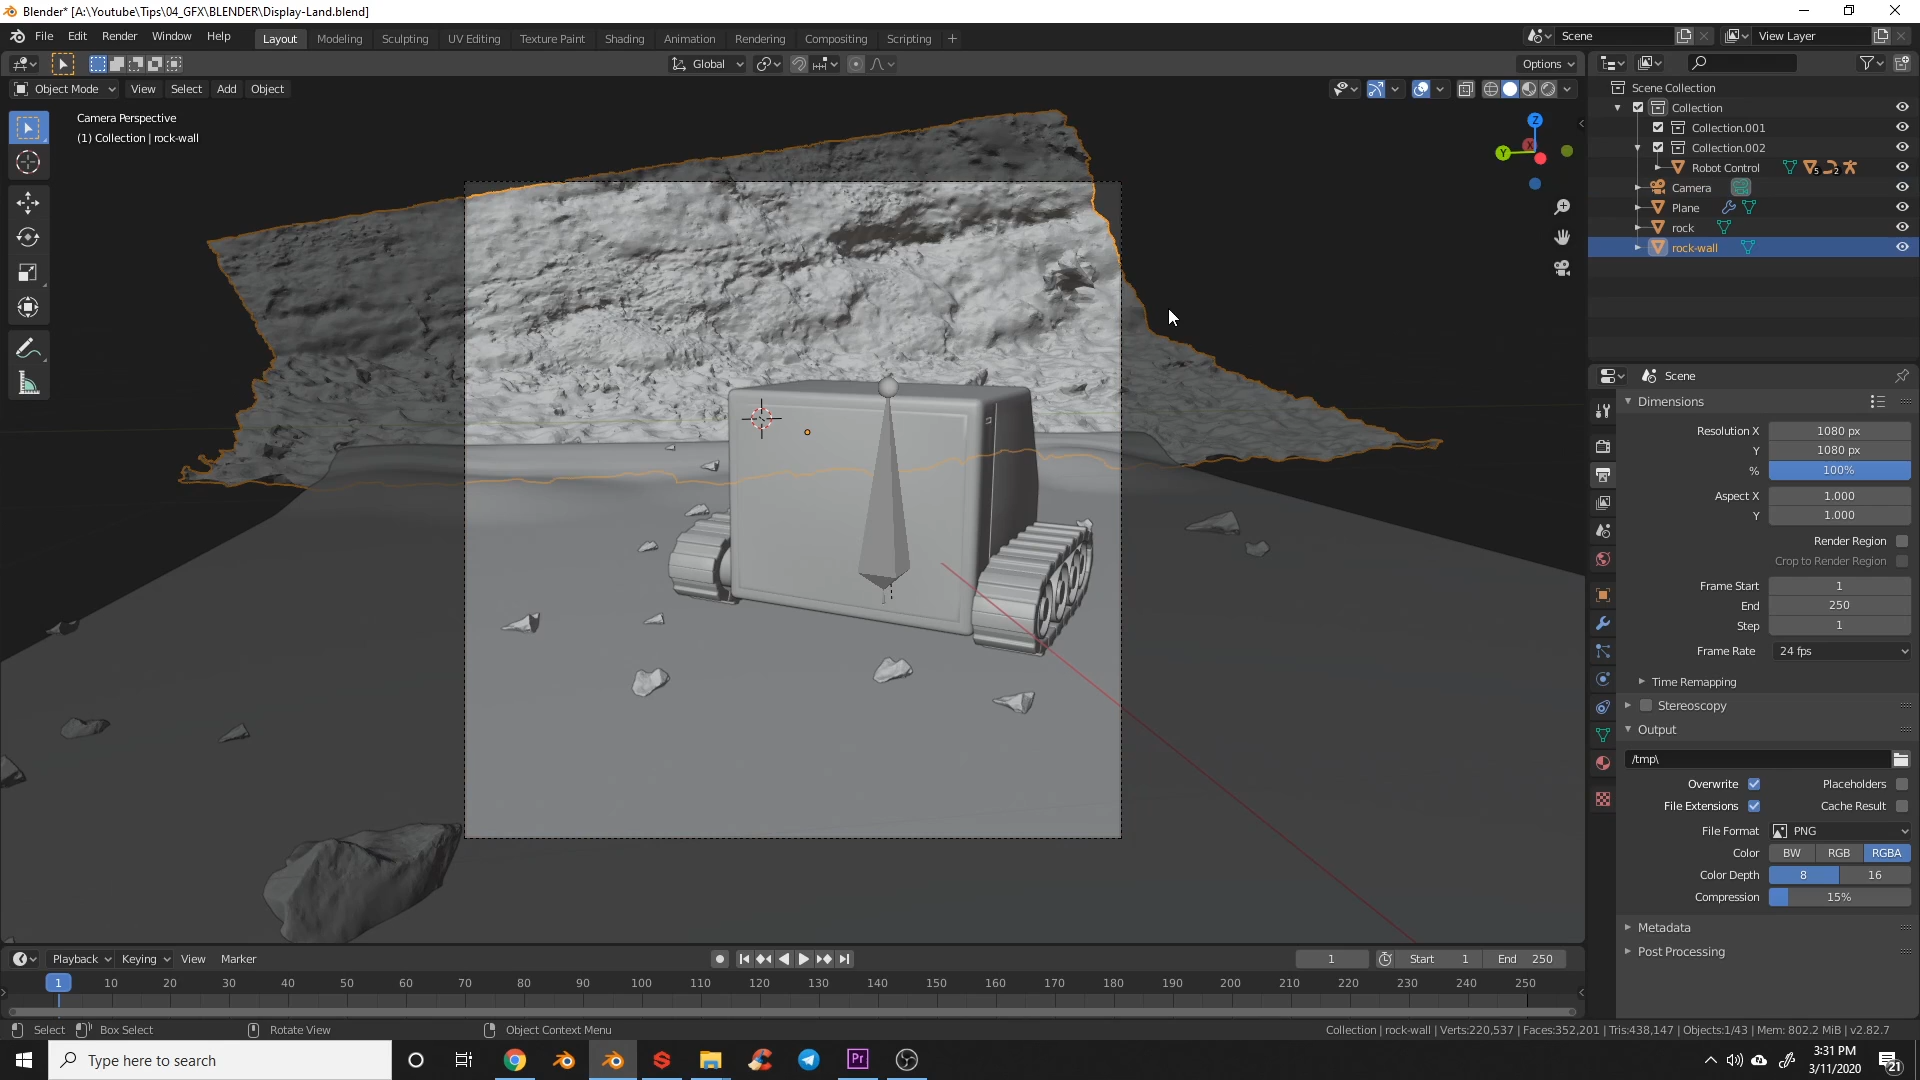 Blender* [A:\Youtube\Tips\04_GFX\BLENDER\Display-Land.blend]
File Edit Render Window Help Layout Modeling Sculpting UV Editing Texture Paint Shading Animation Rendering Compositing Scripting + Scene View Layer
Global Options
Object Mode View Select Add Object
Camera Perspective
(1) Collection | rock-wall
Z
X
Y
Scene Collection
Collection
Collection.001
Collection.002
Robot Control 5 2
Camera
Plane
rock
rock-wall
Scene
Dimensions
Resolution X 1080 px
Y 1080 px
% 100%
Aspect X 1.000
Y 1.000
Render Region
Crop to Render Region
Frame Start 1
End 250
Step 1
Frame Rate 24 fps
Time Remapping
Stereoscopy
Output
/tmp\
Overwrite Placeholders
File Extensions Cache Result
File Format PNG
Color BW RGB RGBA
Color Depth 8 16
Compression 15%
Metadata
Post Processing
Playback Keying View Marker 1 Start 1 End 250
1 10 20 30 40 50 60 70 80 90 100 110 120 130 140 150 160 170 180 190 200 210 220 230 240 250
Select Box Select Rotate View Object Context Menu Collection | rock-wall | Verts:220,537 | Faces:352,201 | Tris:438,147 | Objects:1/43 | Mem: 802.2 MiB | v2.82.7
Type here to search
Pr
3:31 PM
3/11/2020
21